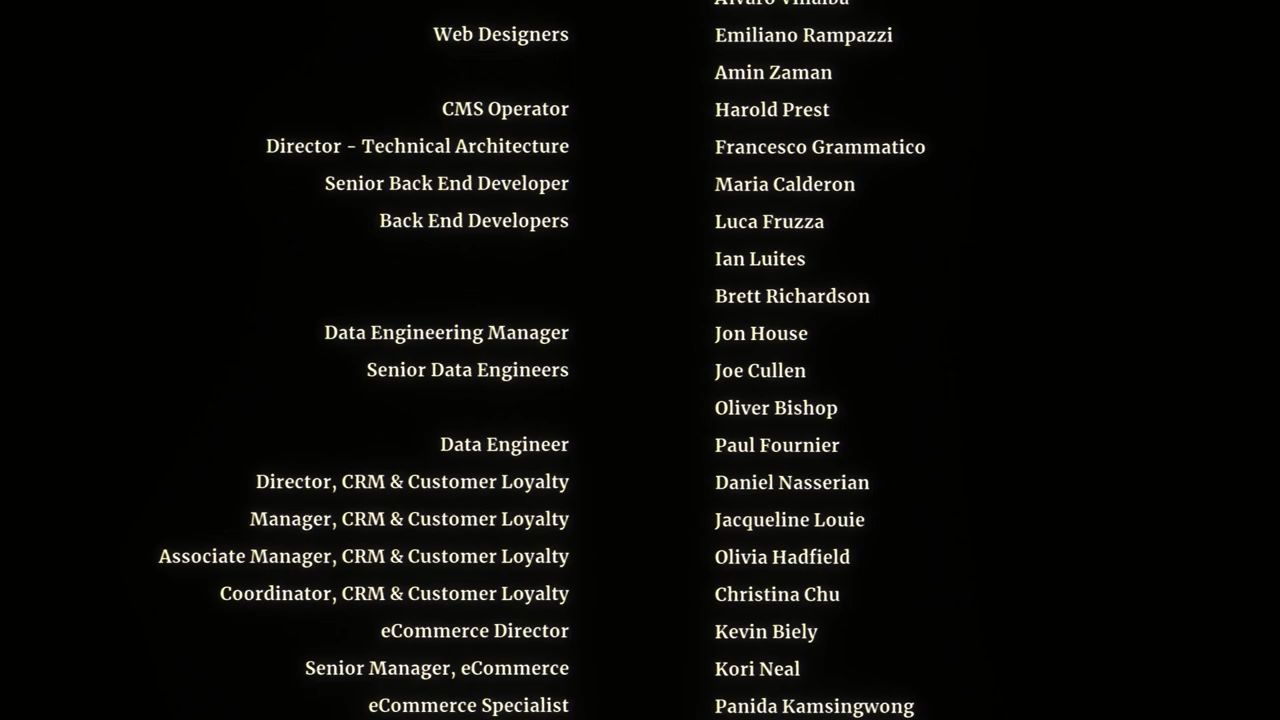 Alvaro Villalba
Web Designers Emiliano Rampazzi
Amin Zaman
CMS Operator Harold Prest
Director - Technical Architecture Francesco Grammatico
Senior Back End Developer Maria Calderon
Back End Developers Luca Fruzza
Ian Luites
Brett Richardson
Data Engineering Manager Jon House
Senior Data Engineers Joe Cullen
Oliver Bishop
Data Engineer Paul Fournier
Director, CRM & Customer Loyalty Daniel Nasserian
Manager, CRM & Customer Loyalty Jacqueline Louie
Associate Manager, CRM & Customer Loyalty Olivia Hadfield
Coordinator, CRM & Customer Loyalty Christina Chu
eCommerce Director Kevin Biely
Senior Manager, eCommerce Kori Neal
eCommerce Specialist Panida Kamsingwong